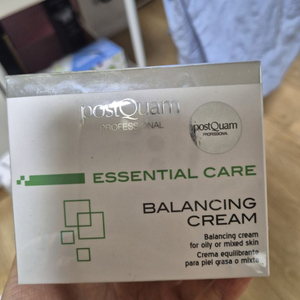 postQuam
PROFESSIONAL
postQuam
PROFESSIONAL
ESSENTIAL CARE
BALANCING
CREAM
Balancing cream
for oily or mixed skin
Crema equilibrante
para piel grasa o mixta